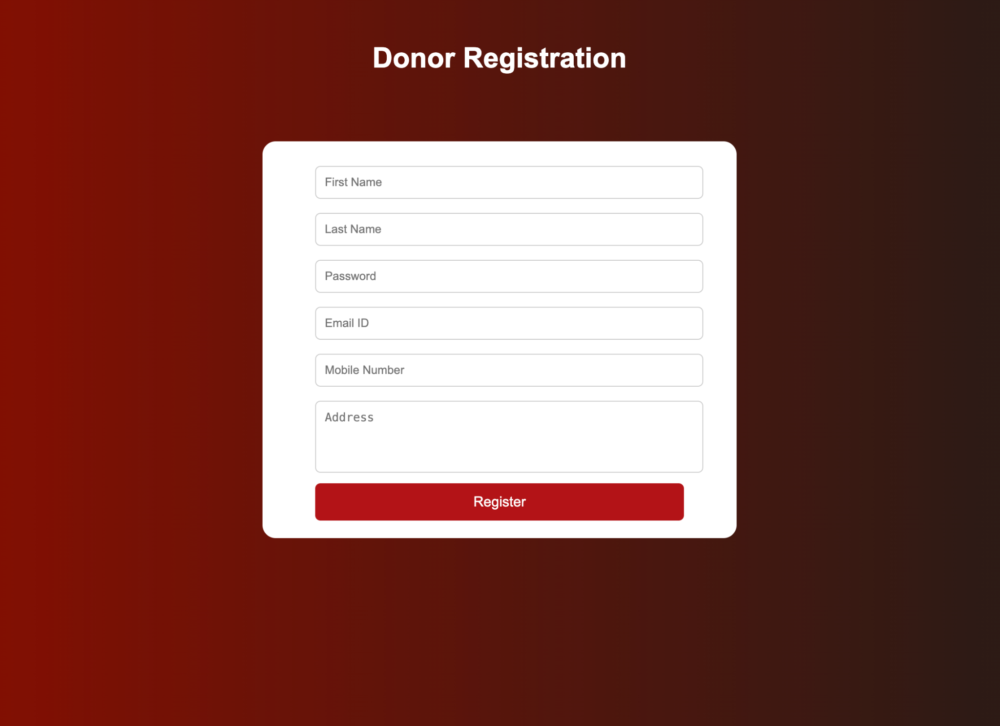 Donor Registration
First Name
Last Name
Password
Email ID
Mobile Number
Address
Register